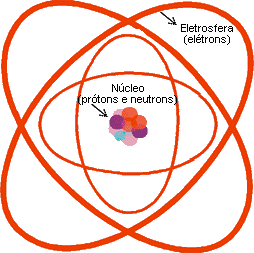 Eletrosfera
(elétrons)
Núcleo
(prótons e neutrons)